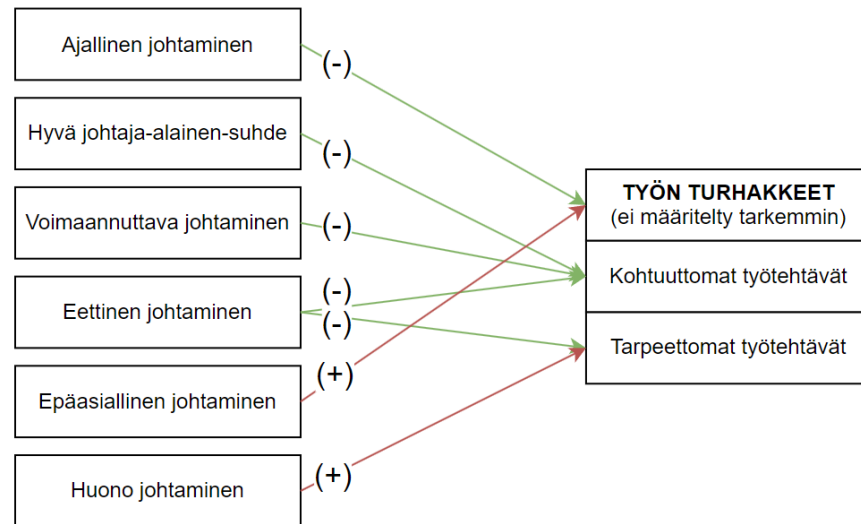 Ajallinen johtaminen
(-)
Hyvä johtaja-alainen-suhde
(-)
Voimaannuttava johtaminen
(-)
Eettinen johtaminen
(-)
(-)
Epäasiallinen johtaminen
(+)
Huono johtaminen
(+)
TYÖN TURHAKKEET
(ei määritelty tarkemmin)
Kohtuuttomat työtehtävät
Tarpeettomat työtehtävät